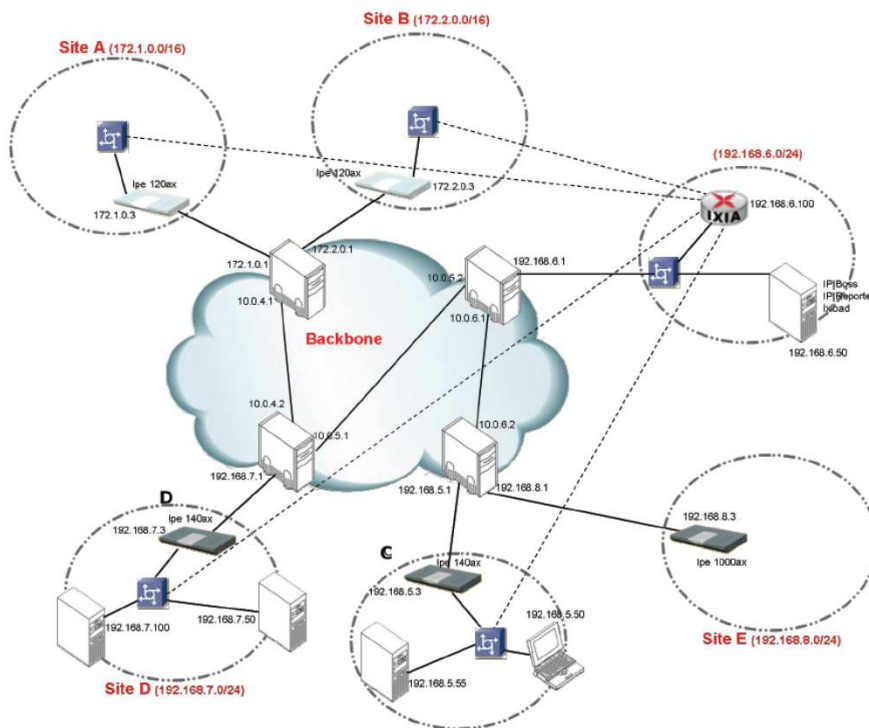 Site B (172.2.0.0/16)
Site A (172.1.0.0/16)
Ipe 120ax
172.1.0.3
Ipe 120ax
172.2.0.3
(192.168.6.0/24)
IXIA
192.168.6.100
172.2.0.1
172.1.0.1
10.0.4.1
192.168.6.1
10.0.5.2
10.0.6.1
IP|Boss
IP|Reporte
Ixload
192.168.6.50
Backbone
10.0.4.2
10.0.5.1
192.168.7.1
10.0.6.2
192.168.5.1
192.168.8.1
D
Ipe 140ax
192.168.7.3
192.168.7.100
192.168.7.50
Site D (192.168.7.0/24)
C
Ipe 140ax
192.168.5.3
192.168.5.50
192.168.5.55
192.168.8.3
Ipe 1000ax
Site E (192.168.8.0/24)